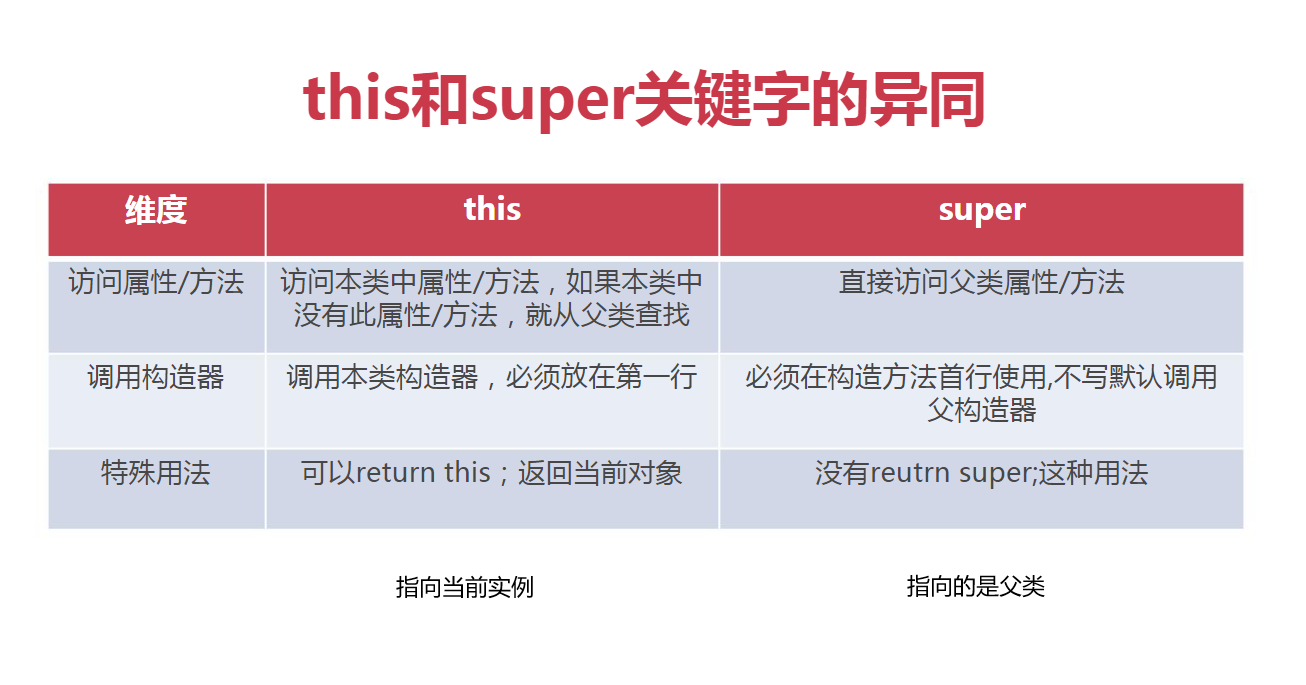 this和super关键字的异同
维度 this super
访问属性/方法 访问本类中属性/方法，如果本类中 直接访问父类属性/方法
没有此属性/方法，就从父类查找
调用构造器 调用本类构造器，必须放在第一行 必须在构造方法首行使用,不写默认调用
父构造器
特殊用法 可以return this；返回当前对象 没有reutrn super;这种用法
指向当前实例 指向的是父类